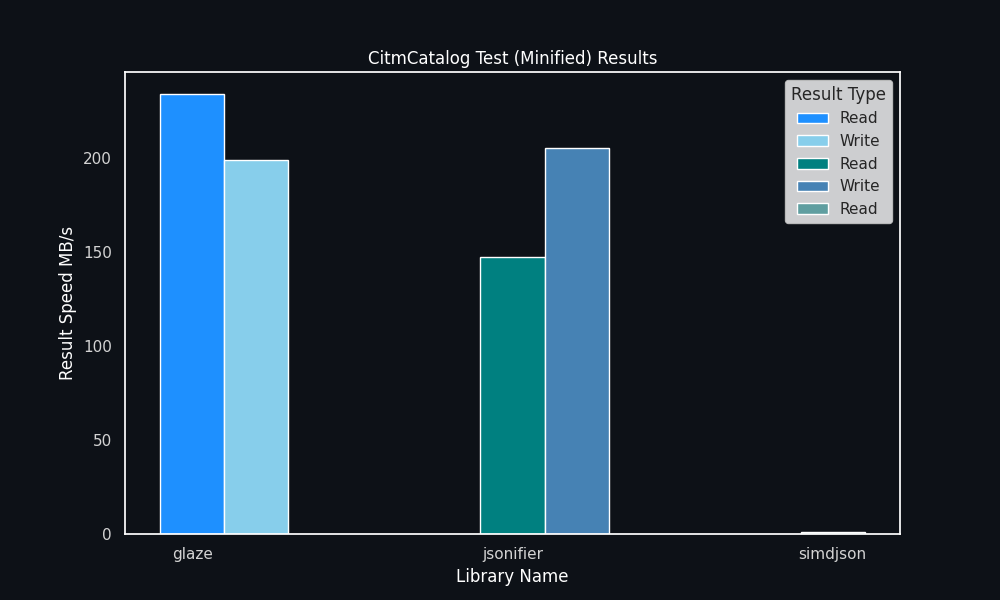 CitmCatalog Test (Minified) Results
Result Type
Read
Write
Read
Write
Read
Result Speed MB/s
200
150
100
50
0
glaze
jsonifier
simdjson
Library Name